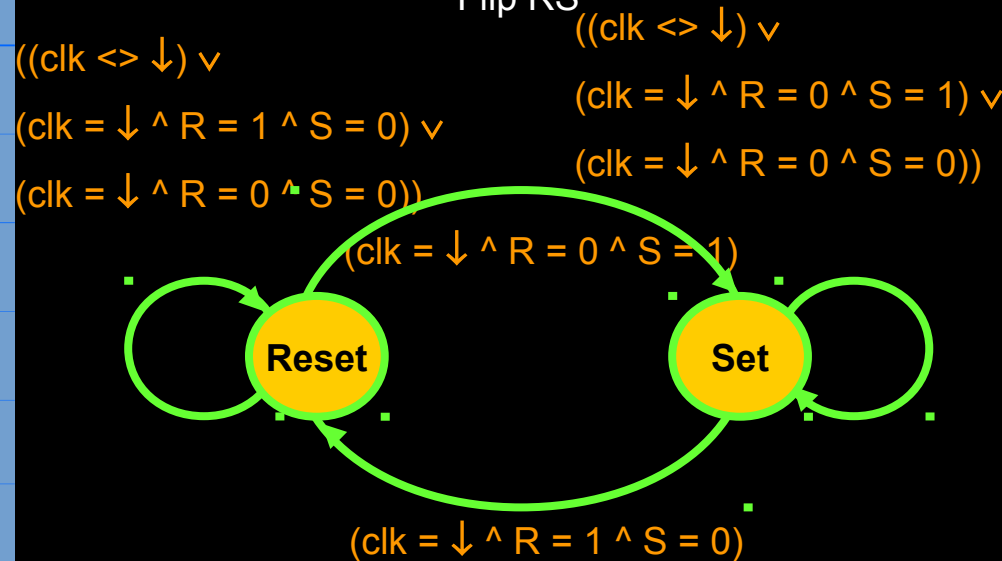 Flip RS
((clk <> ↓) ∨
(clk = ↓ ^ R = 1 ^ S = 0) ∨
(clk = ↓ ^ R = 0 ^ S = 0))
((clk <> ↓) ∨
(clk = ↓ ^ R = 0 ^ S = 1) ∨
(clk = ↓ ^ R = 0 ^ S = 0))
(clk = ↓ ^ R = 0 ^ S = 1)
Reset
Set
(clk = ↓ ^ R = 1 ^ S = 0)